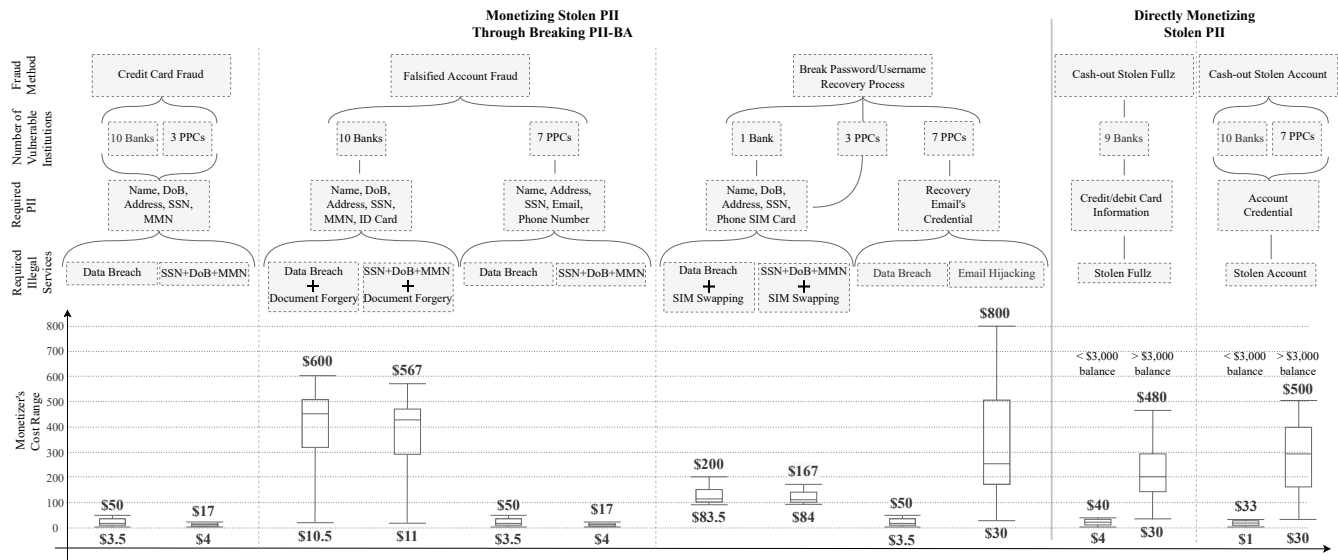 Monetizing Stolen PII
Through Breaking PII-BA
Directly Monetizing
Stolen PII
Fraud
Method
Credit Card Fraud
Falsified Account Fraud
Break Password/Username
Recovery Process
Cash-out Stolen Fullz
Cash-out Stolen Account
Number of
Vulnerable
Institutions
10 Banks
3 PPCs
10 Banks
7 PPCs
1 Bank
3 PPCs
7 PPCs
9 Banks
10 Banks
7 PPCs
Required
PII
Name, DoB,
Address, SSN,
MMN
Name, DoB,
Address, SSN,
MMN, ID Card
Name, Address,
SSN, Email,
Phone Number
Name, DoB,
Address, SSN,
Phone SIM Card
Recovery
Email's
Credential
Credit/debit Card
Information
Account
Credential
Required
Illegal
Services
Data Breach
SSN+DoB+MMN
Data Breach
+
Document Forgery
SSN+DoB+MMN
+
Document Forgery
Data Breach
SSN+DoB+MMN
Data Breach
+
SIM Swapping
SSN+DoB+MMN
+
SIM Swapping
Data Breach
Email Hijacking
Stolen Fullz
Stolen Account
Monetizer's
Cost Range
800
700
600
500
400
300
200
100
0
$50
$3.5
$17
$4
$600
$10.5
$567
$11
$50
$3.5
$17
$4
$200
$83.5
$167
$84
$50
$3.5
$800
$30
< $3,000
balance
> $3,000
balance
$40
$4
$480
$30
< $3,000
balance
> $3,000
balance
$33
$1
$500
$30